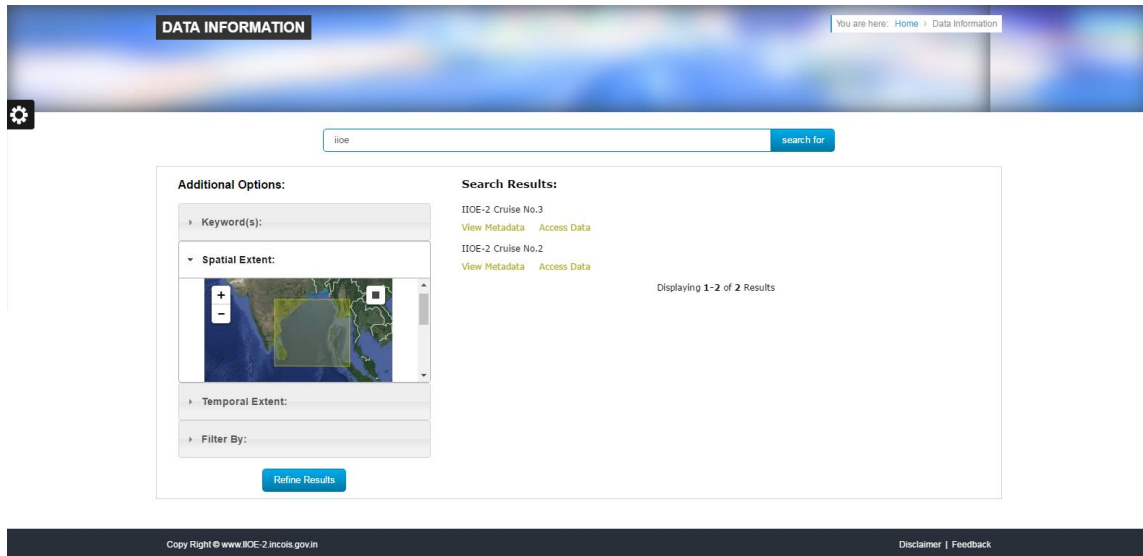 DATA INFORMATION
You are here: Home › Data Information
iioe
search for
Additional Options:
Keyword(s):
Spatial Extent:
+
−
Temporal Extent:
Filter By:
Refine Results
Search Results:
IIOE-2 Cruise No.3
View Metadata Access Data
IIOE-2 Cruise No.2
View Metadata Access Data
Displaying 1-2 of 2 Results
Copy Right © www.IIOE-2.incois.gov.in
Disclaimer | Feedback